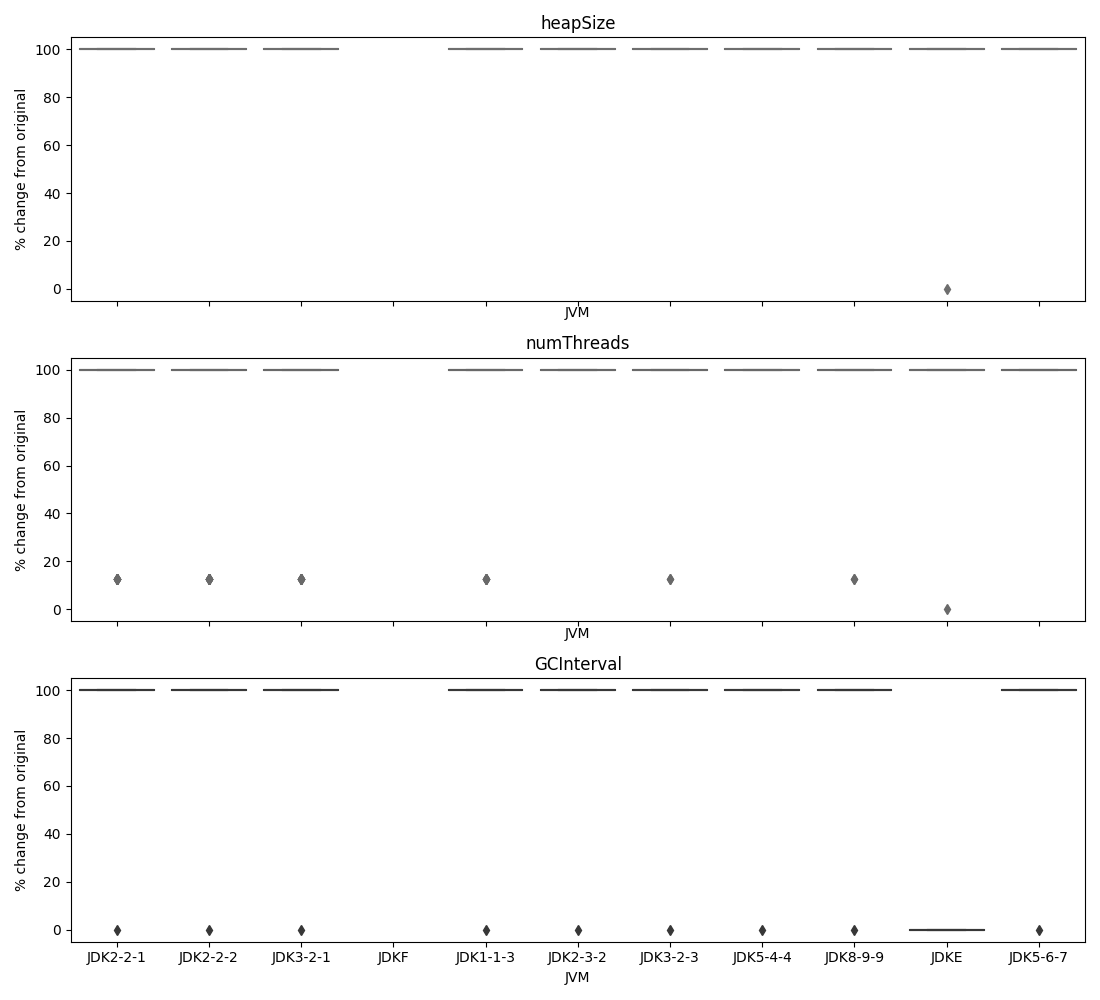 heapSize
100
80
60
40
20
0
% change from original
JVM
numThreads
100
80
60
40
20
0
% change from original
JVM
GCInterval
100
80
60
40
20
0
% change from original
JDK2-2-1 JDK2-2-2 JDK3-2-1 JDKF JDK1-1-3 JDK2-3-2 JDK3-2-3 JDK5-4-4 JDK8-9-9 JDKE JDK5-6-7
JVM